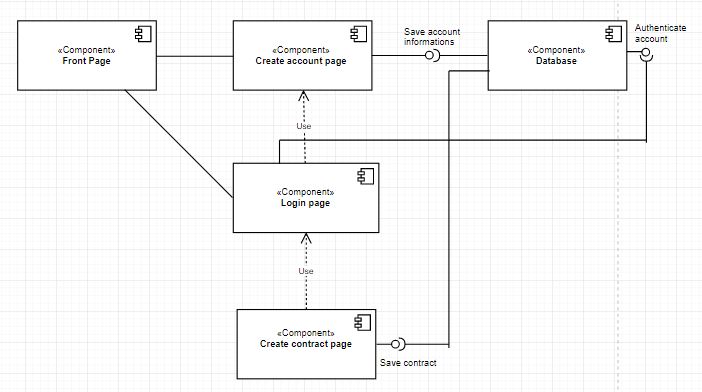 «Component»
Front Page
«Component»
Create account page
Save account
informations
«Component»
Database
Authenticate
account
Use
«Component»
Login page
Use
«Component»
Create contract page
Save contract